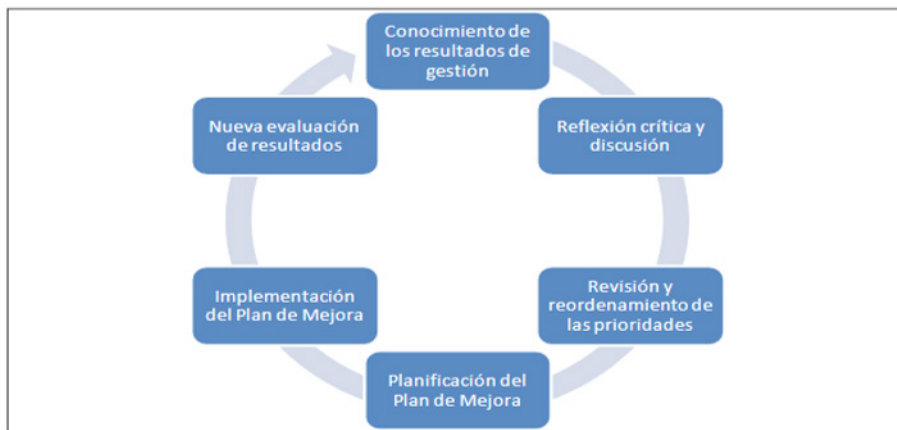 Conocimiento de
los resultados de
gestión
Reflexión crítica y
discusión
Revisión y
reordenamiento de
las prioridades
Planificación del
Plan de Mejora
Implementación
del Plan de Mejora
Nueva evaluación
de resultados